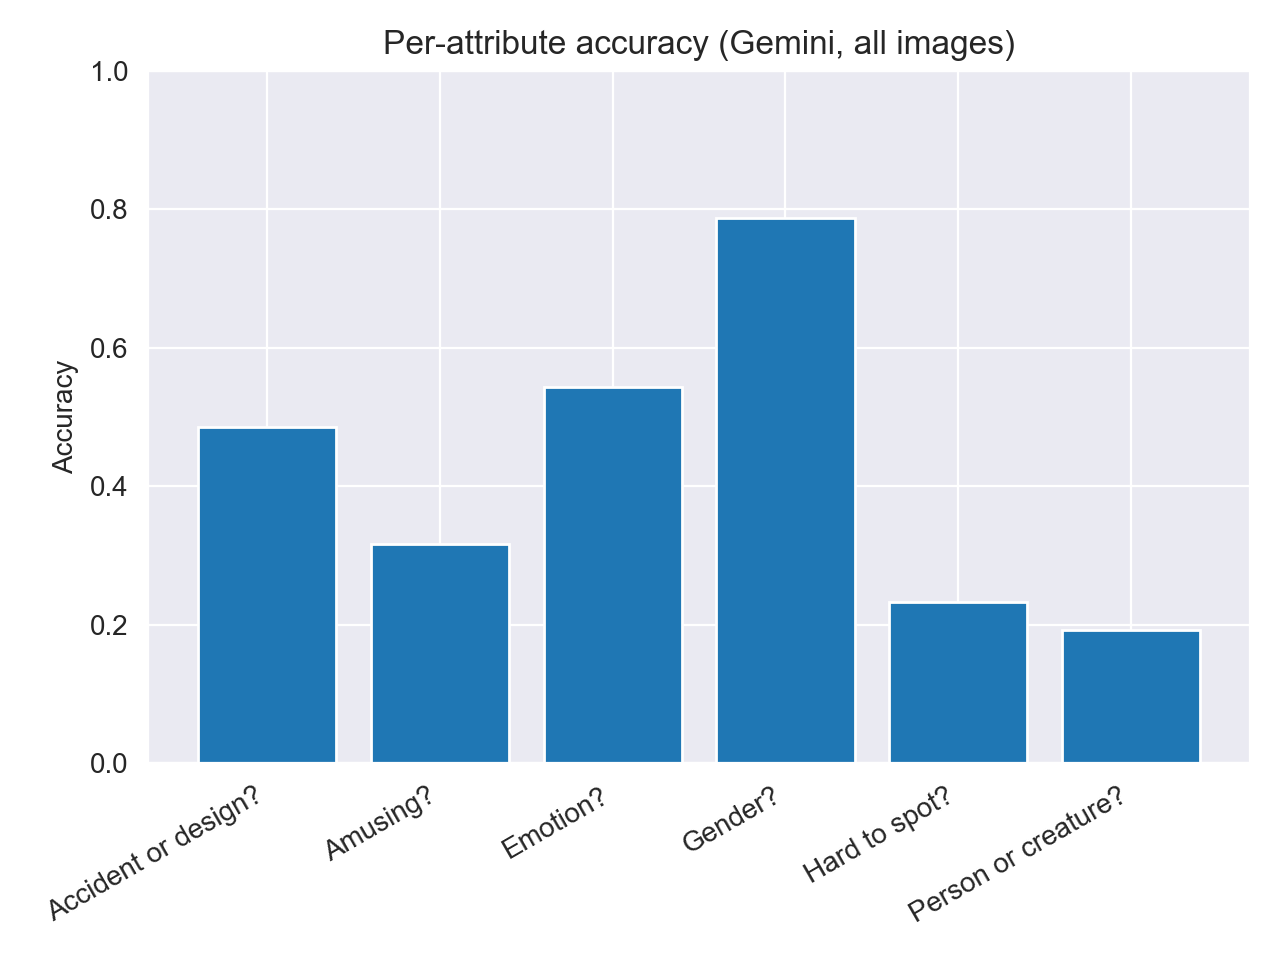 Per-attribute accuracy (Gemini, all images)
1.0
0.8
0.6
0.4
0.2
0.0
Accuracy
Accident or design?
Amusing?
Emotion?
Gender?
Hard to spot?
Person or creature?